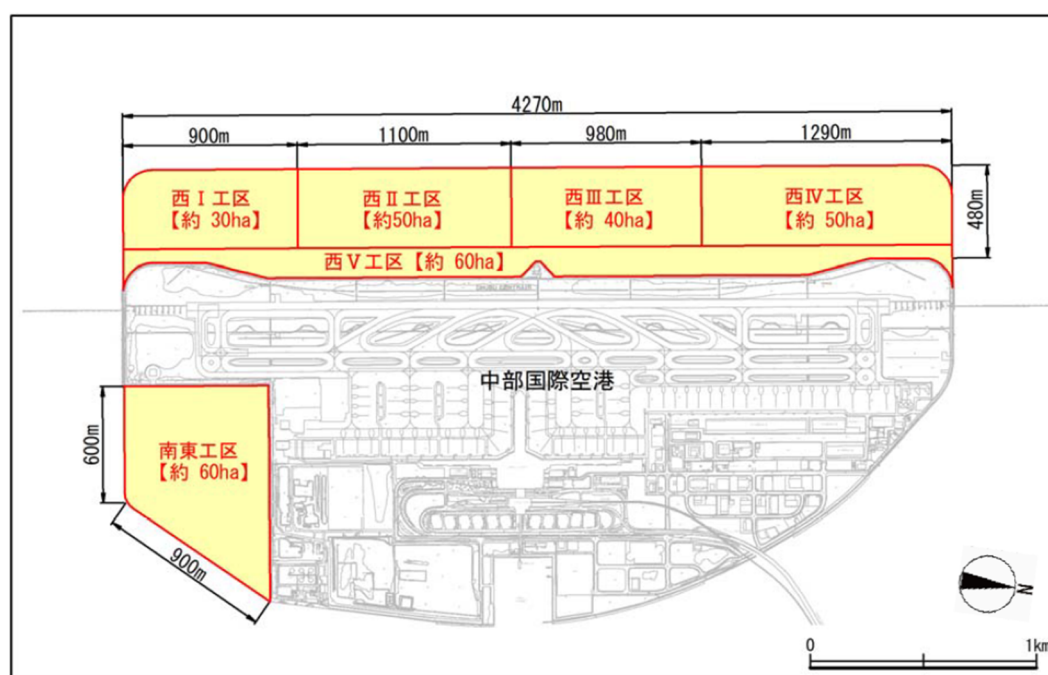 4270m
900m
1100m
980m
1290m
西Ⅰ工区
【約 30ha】
西Ⅱ工区
【約50ha】
西Ⅲ工区
【約 40ha】
西Ⅳ工区
【約 50ha】
480m
西Ⅴ工区【約 60ha】
中部国際空港
600m
南東工区
【約 60ha】
900m
N
0
1km